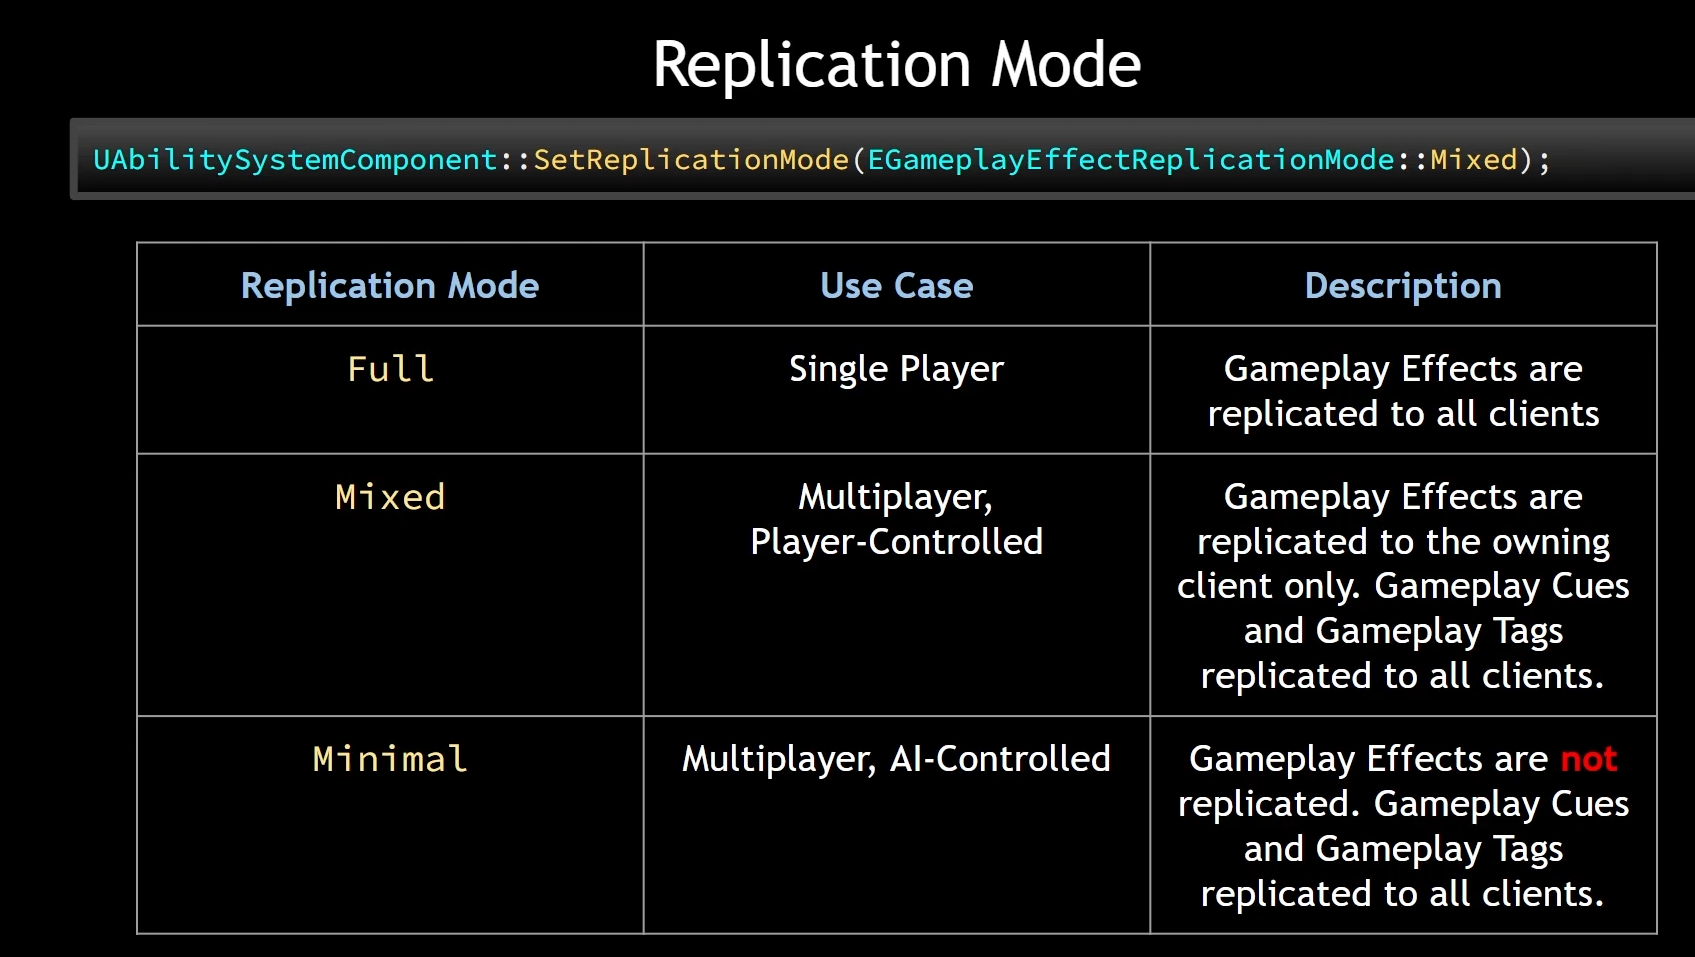 Replication Mode
UAbilitySystemComponent::SetReplicationMode(EGameplayEffectReplicationMode::Mixed);
Replication Mode
Use Case
Description
Full
Single Player
Gameplay Effects are
replicated to all clients
Mixed
Multiplayer,
Player-Controlled
Gameplay Effects are
replicated to the owning
client only. Gameplay Cues
and Gameplay Tags
replicated to all clients.
Minimal
Multiplayer, AI-Controlled
Gameplay Effects are not
replicated. Gameplay Cues
and Gameplay Tags
replicated to all clients.